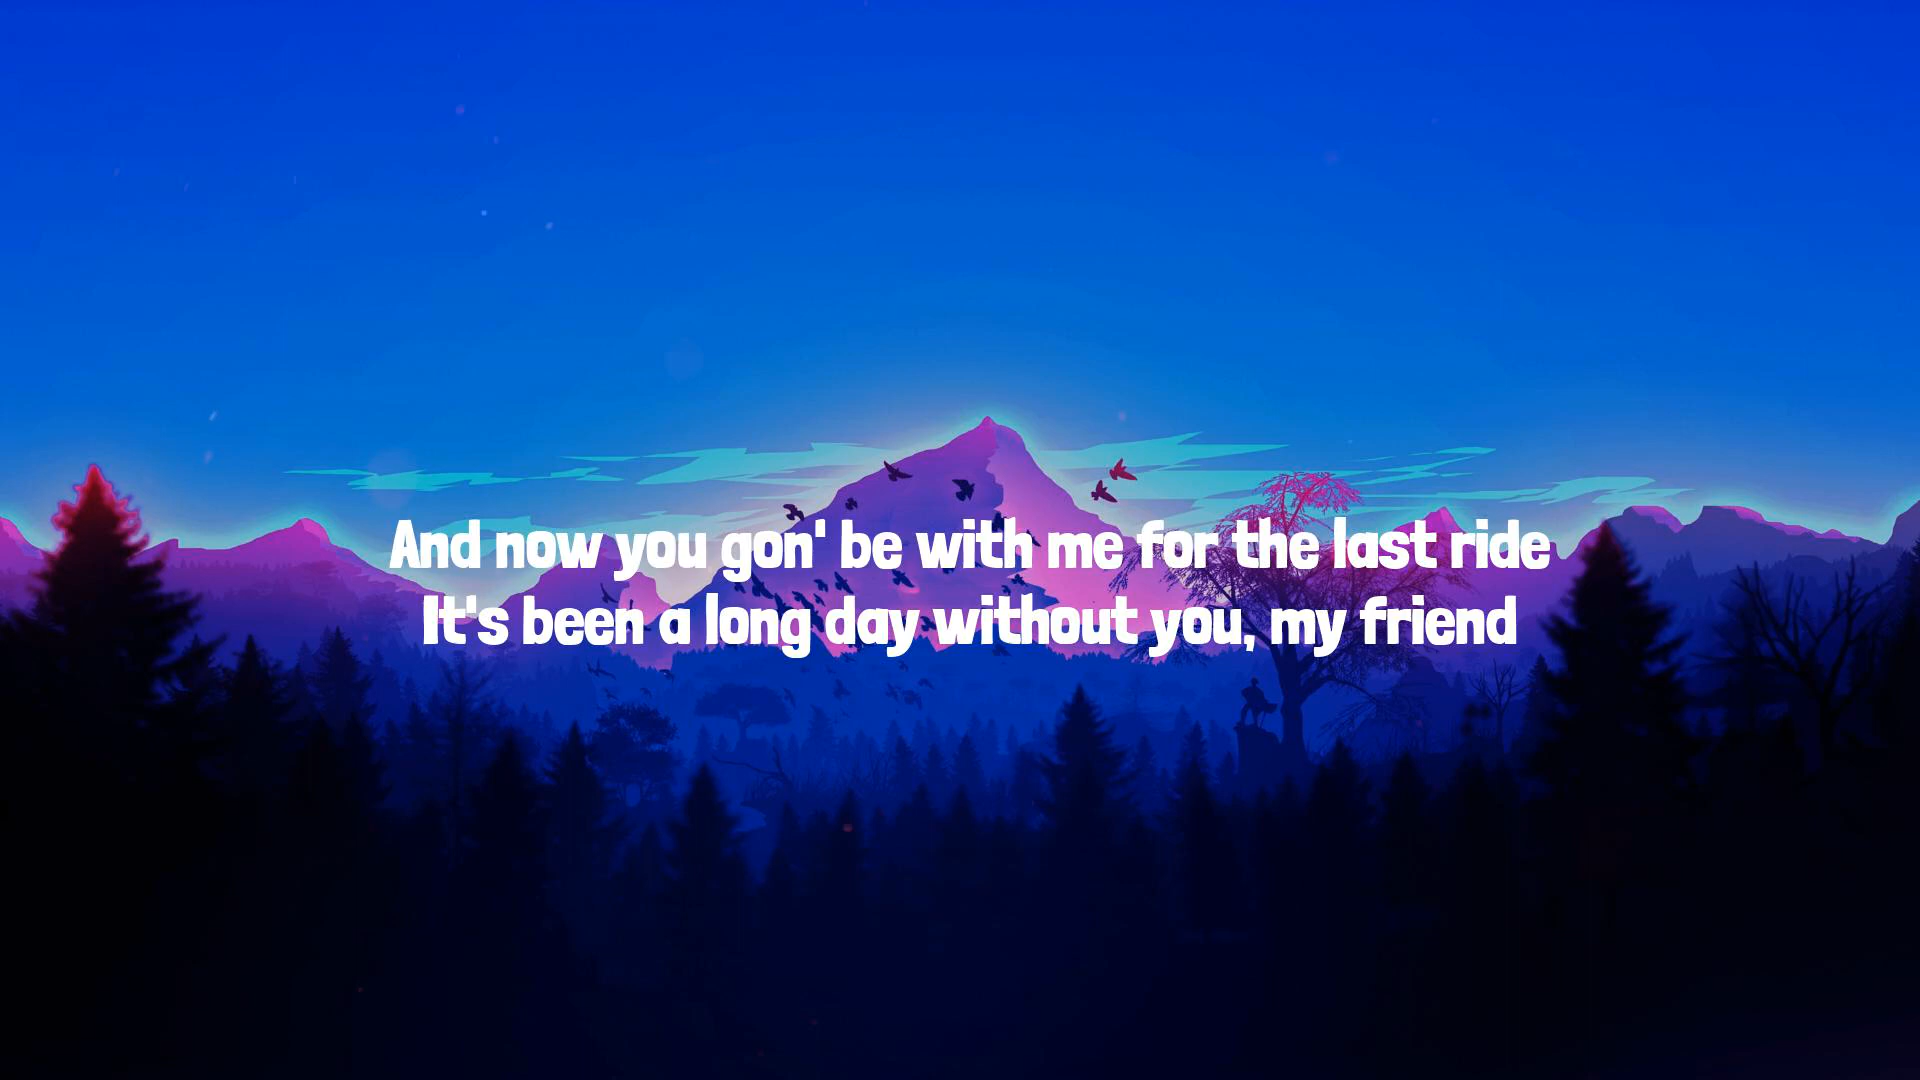 And now you gon' be with me for the last ride
It's been a long day without you, my friend